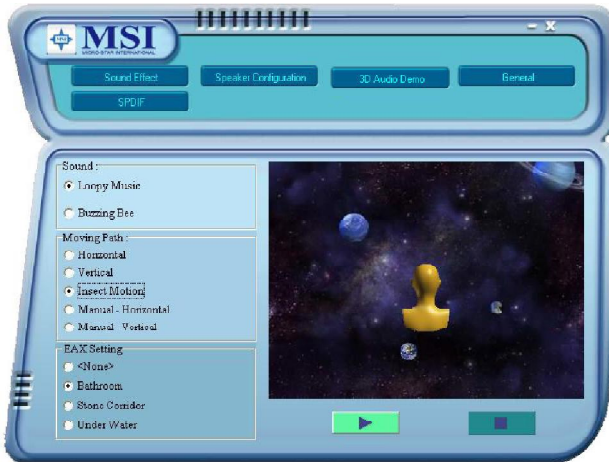 MSI
MICRO-STAR INTERNATIONAL
Sound Effect
Speaker Configuration
3D Audio Demo
General
SPDIF
Sound :
Loopy Music
Buzzing Bee
Moving Path :
Horizontal
Vertical
Insect Motion
Manual - Horizontal
Manual - Vertical
EAX Setting
<None>
Bathroom
Stone Corridor
Under Water